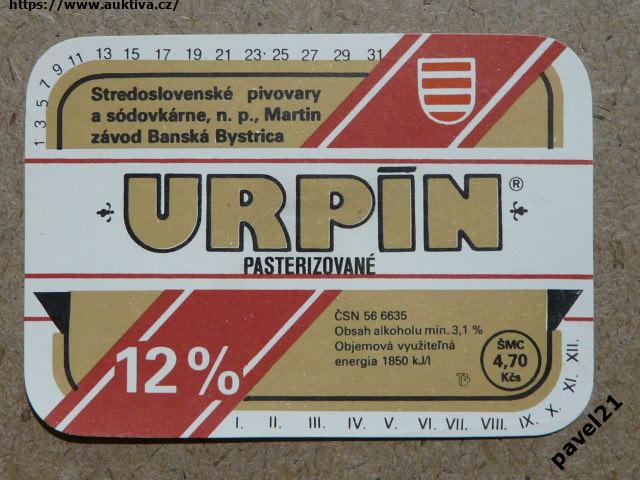 https://www.auktiva.cz/
1 3 5 7 9 11 13 15 17 19 21 23 25 27 29 31
Stredoslovenské pivovary
a sódovkárne, n. p., Martin
závod Banská Bystrica
URPÍN®
PASTERIZOVANÉ
12%
ČSN 56 6635
Obsah alkoholu min. 3,1 %
Objemová využiteľná
energia 1850 kJ/l
ŠMC
4,70
Kčs
I. II. III. IV. V. VI. VII. VIII. IX. X. XI. XII.
pavel21